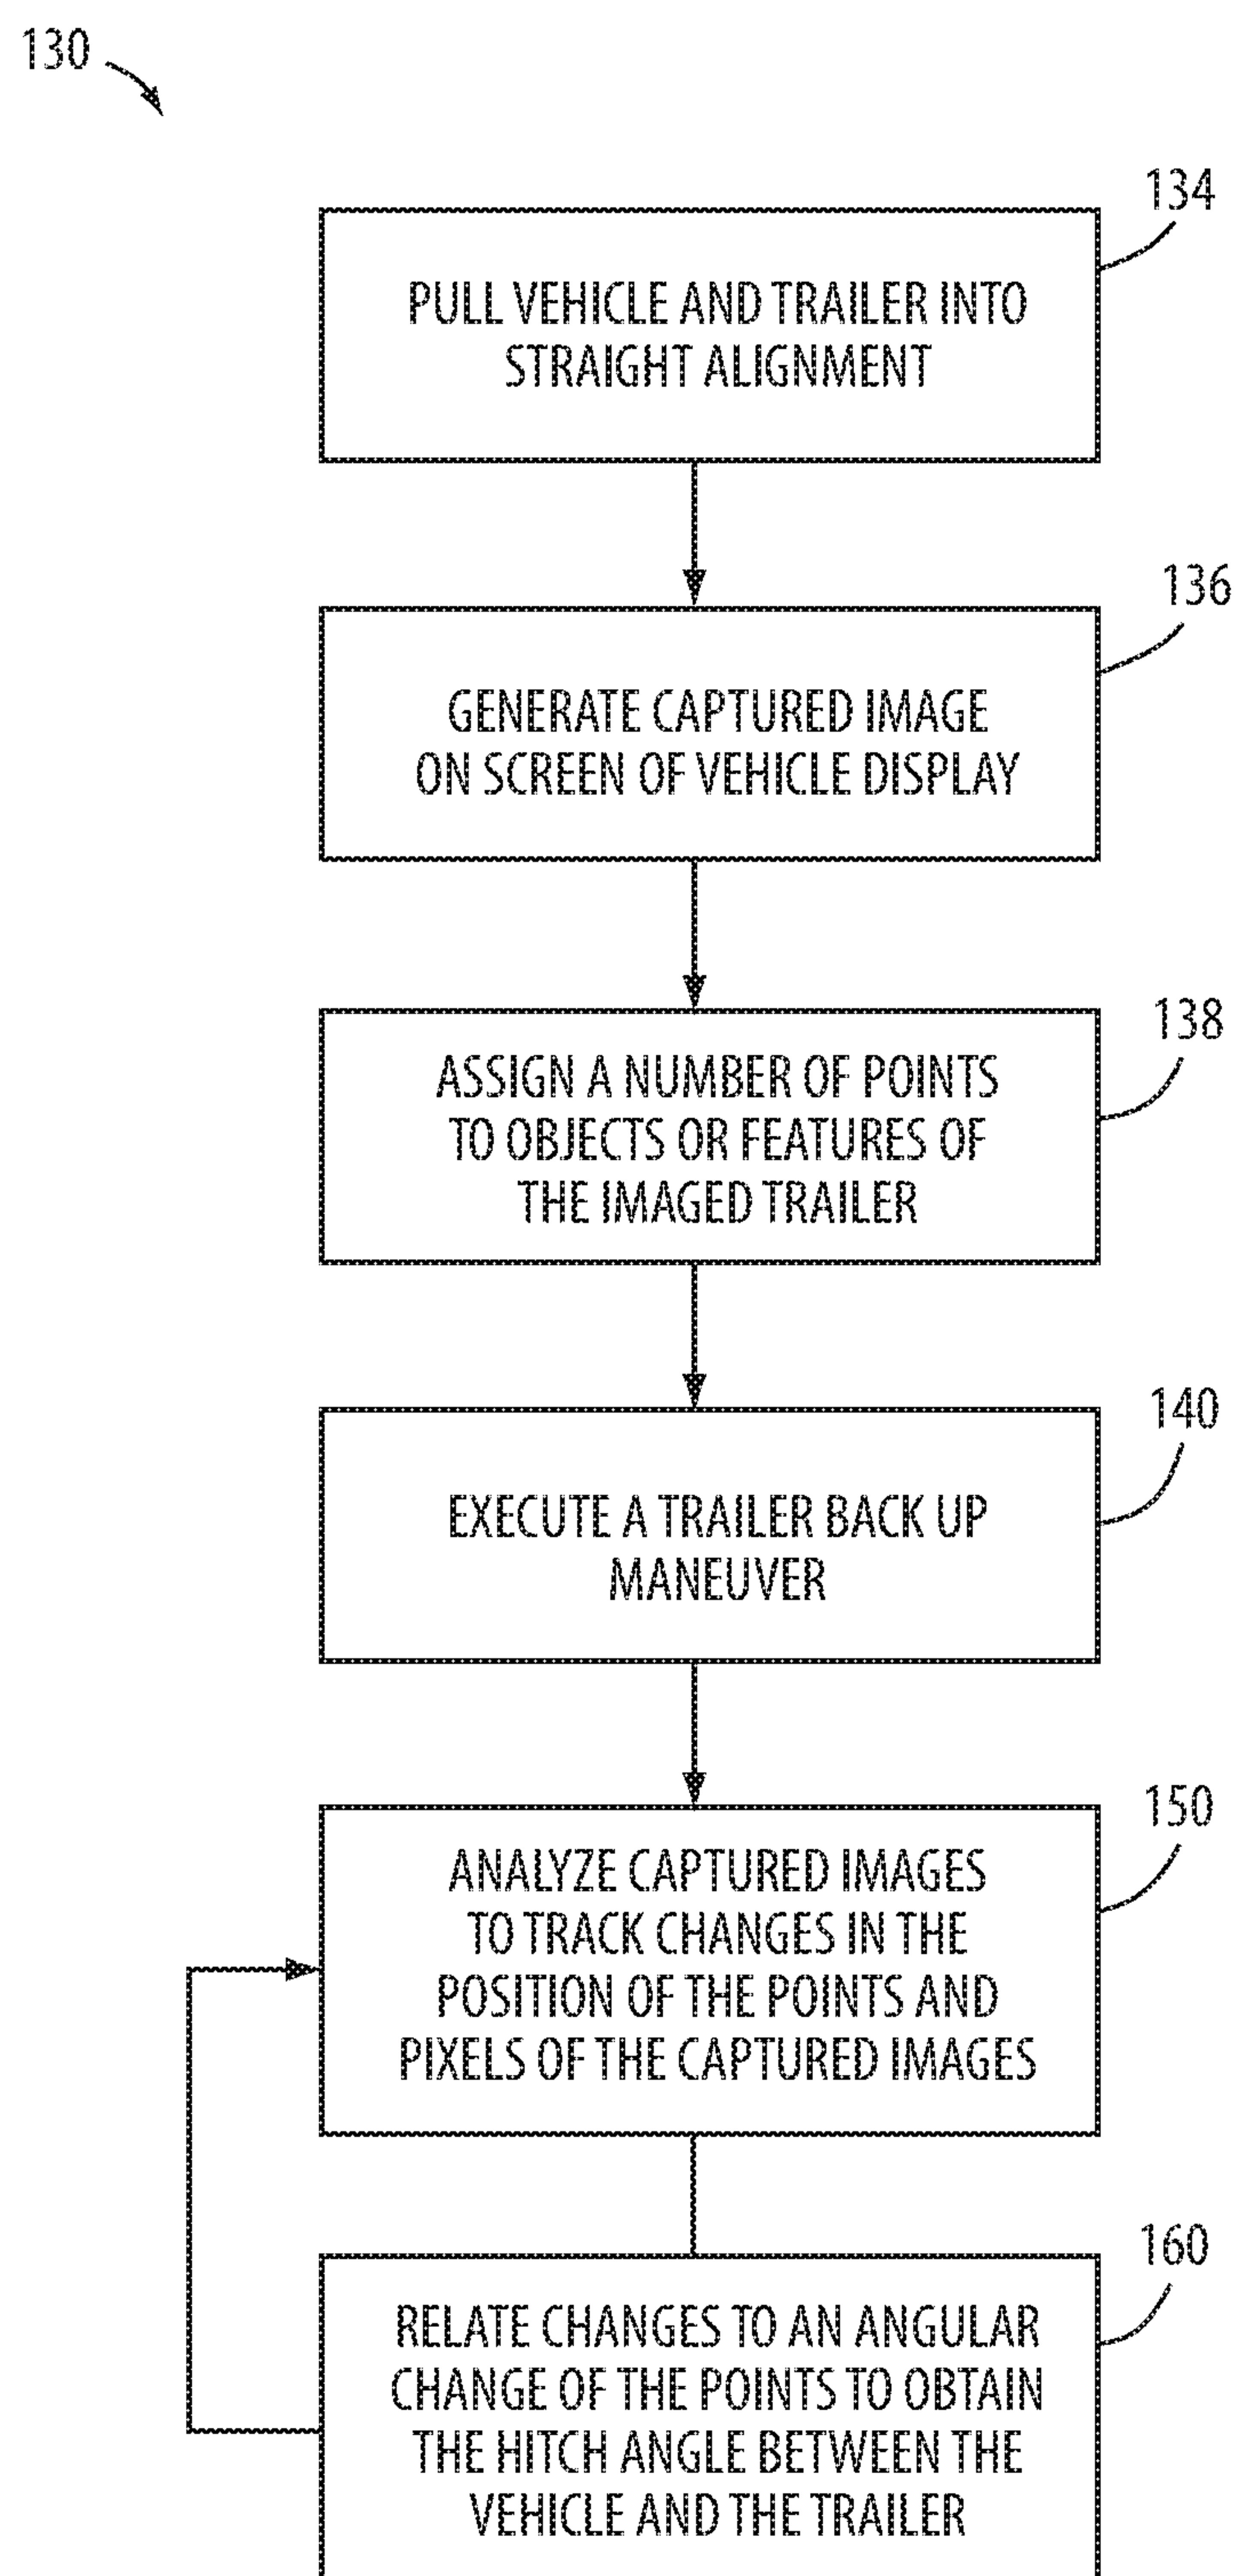 130
134
PULL VEHICLE AND TRAILER INTO
STRAIGHT ALIGNMENT
136
GENERATE CAPTURED IMAGE
ON SCREEN OF VEHICLE DISPLAY
138
ASSIGN A NUMBER OF POINTS
TO OBJECTS OR FEATURES OF
THE IMAGED TRAILER
140
EXECUTE A TRAILER BACK UP
MANEUVER
150
ANALYZE CAPTURED IMAGES
TO TRACK CHANGES IN THE
POSITION OF THE POINTS AND
PIXELS OF THE CAPTURED IMAGES
160
RELATE CHANGES TO AN ANGULAR
CHANGE OF THE POINTS TO OBTAIN
THE HITCH ANGLE BETWEEN THE
VEHICLE AND THE TRAILER